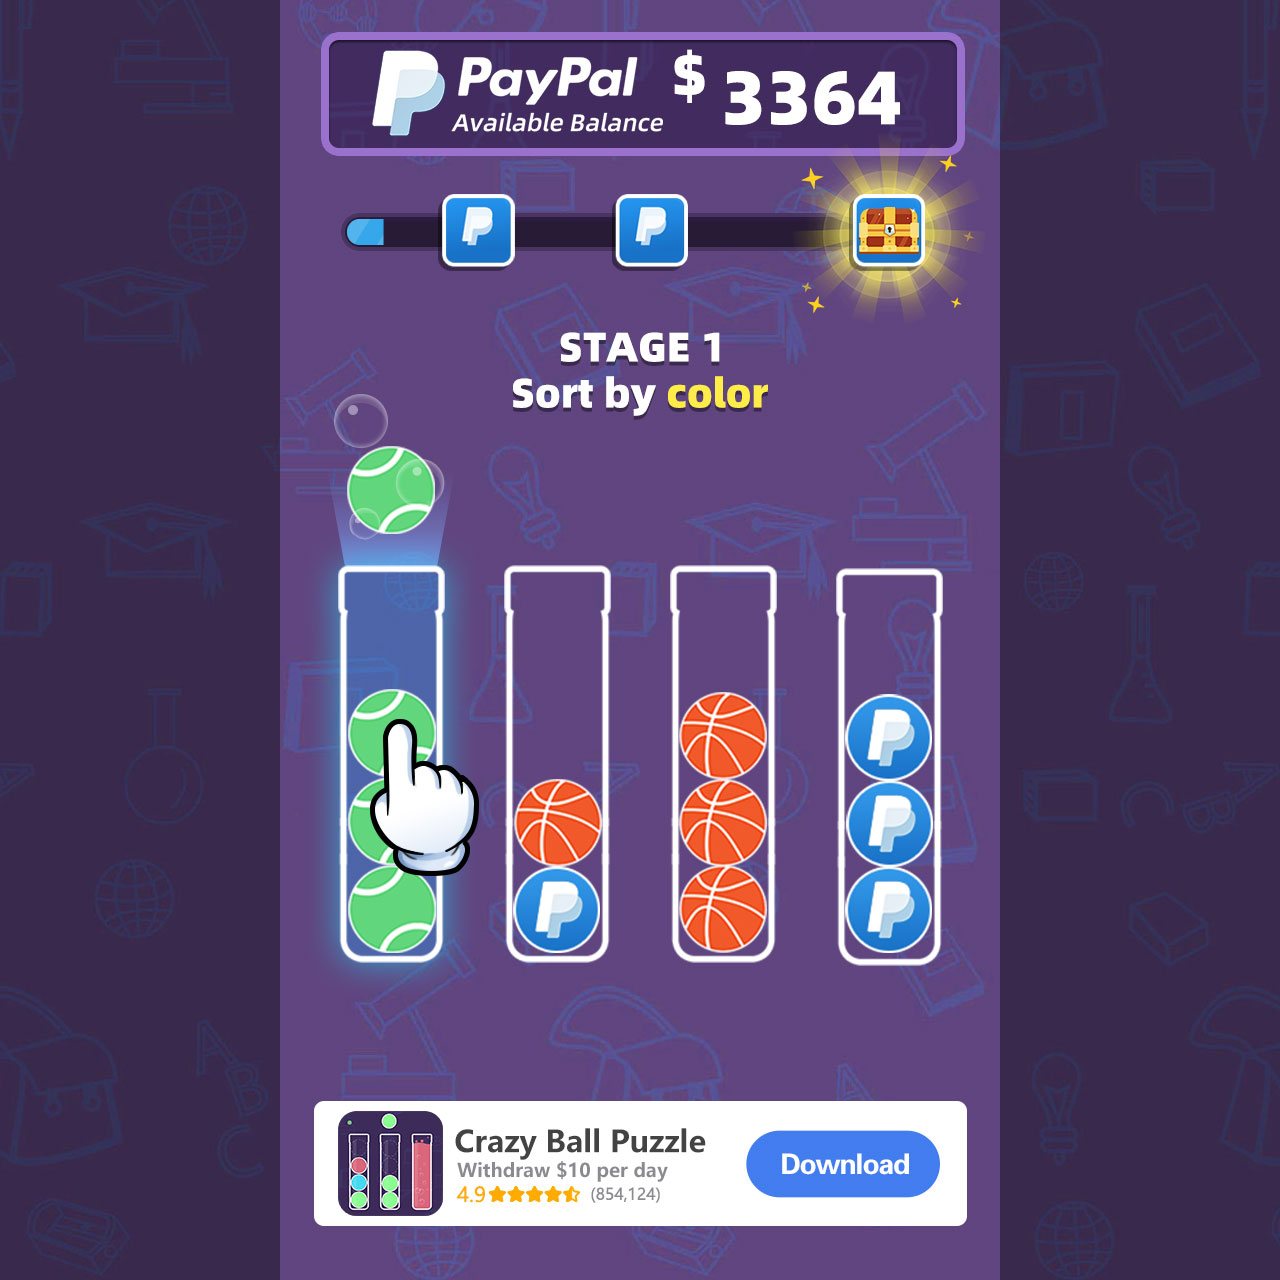 PayPal $ 3364
Available Balance
STAGE 1
Sort by color
Crazy Ball Puzzle
Withdraw $10 per day
4.9 (854,124)
Download